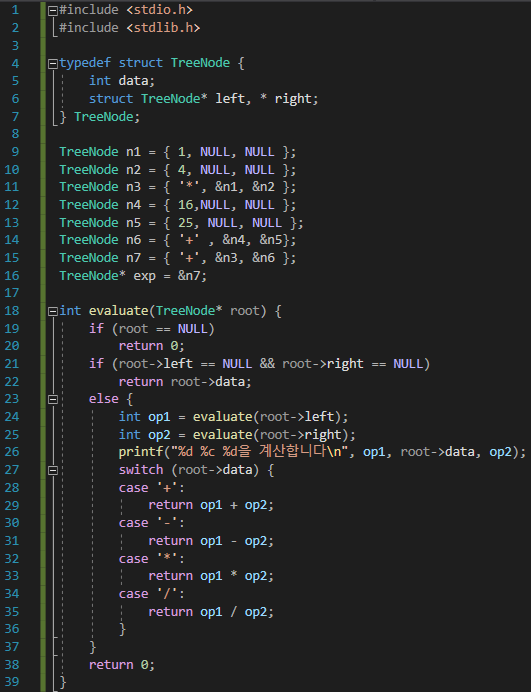 1 #include <stdio.h>
2 #include <stdlib.h>
3
4 typedef struct TreeNode {
5 int data;
6 struct TreeNode* left, * right;
7 } TreeNode;
8
9 TreeNode n1 = { 1, NULL, NULL };
10 TreeNode n2 = { 4, NULL, NULL };
11 TreeNode n3 = { '*', &n1, &n2 };
12 TreeNode n4 = { 16,NULL, NULL };
13 TreeNode n5 = { 25, NULL, NULL };
14 TreeNode n6 = { '+' , &n4, &n5};
15 TreeNode n7 = { '+', &n3, &n6 };
16 TreeNode* exp = &n7;
17
18 int evaluate(TreeNode* root) {
19 if (root == NULL)
20 return 0;
21 if (root->left == NULL && root->right == NULL)
22 return root->data;
23 else {
24 int op1 = evaluate(root->left);
25 int op2 = evaluate(root->right);
26 printf("%d %c %d을 계산합니다\n", op1, root->data, op2);
27 switch (root->data) {
28 case '+':
29 return op1 + op2;
30 case '-':
31 return op1 - op2;
32 case '*':
33 return op1 * op2;
34 case '/':
35 return op1 / op2;
36 }
37 }
38 return 0;
39 }